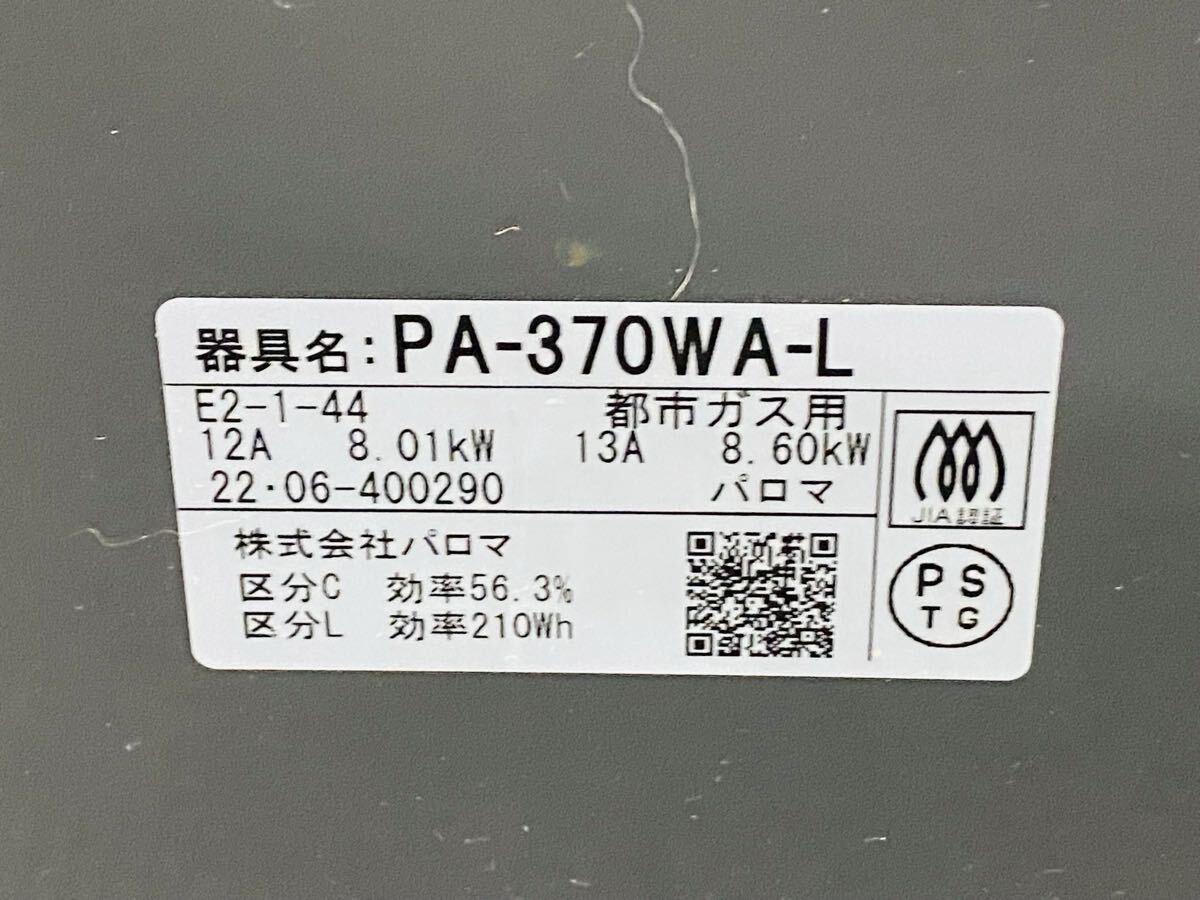 器具名:PA-370WA-L
E2-1-44 都市ガス用
12A 8.01kW 13A 8.60kW
22・06-400290 パロマ
JIA認証
株式会社パロマ
区分C 効率56.3%
区分L 効率210Wh
PS
TG